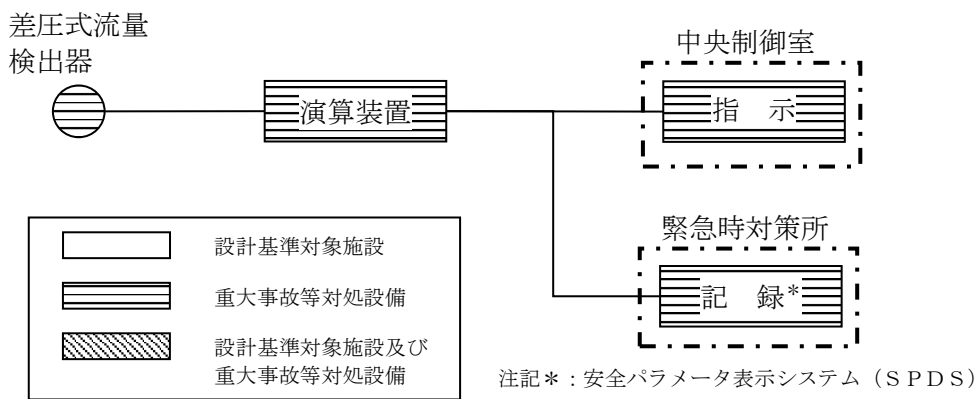 差圧式流量
検出器
演算装置
中央制御室
指　示
緊急時対策所
記　録*
設計基準対象施設
重大事故等対処設備
設計基準対象施設及び
重大事故等対処設備
注記＊：安全パラメータ表示システム（ＳＰＤＳ）